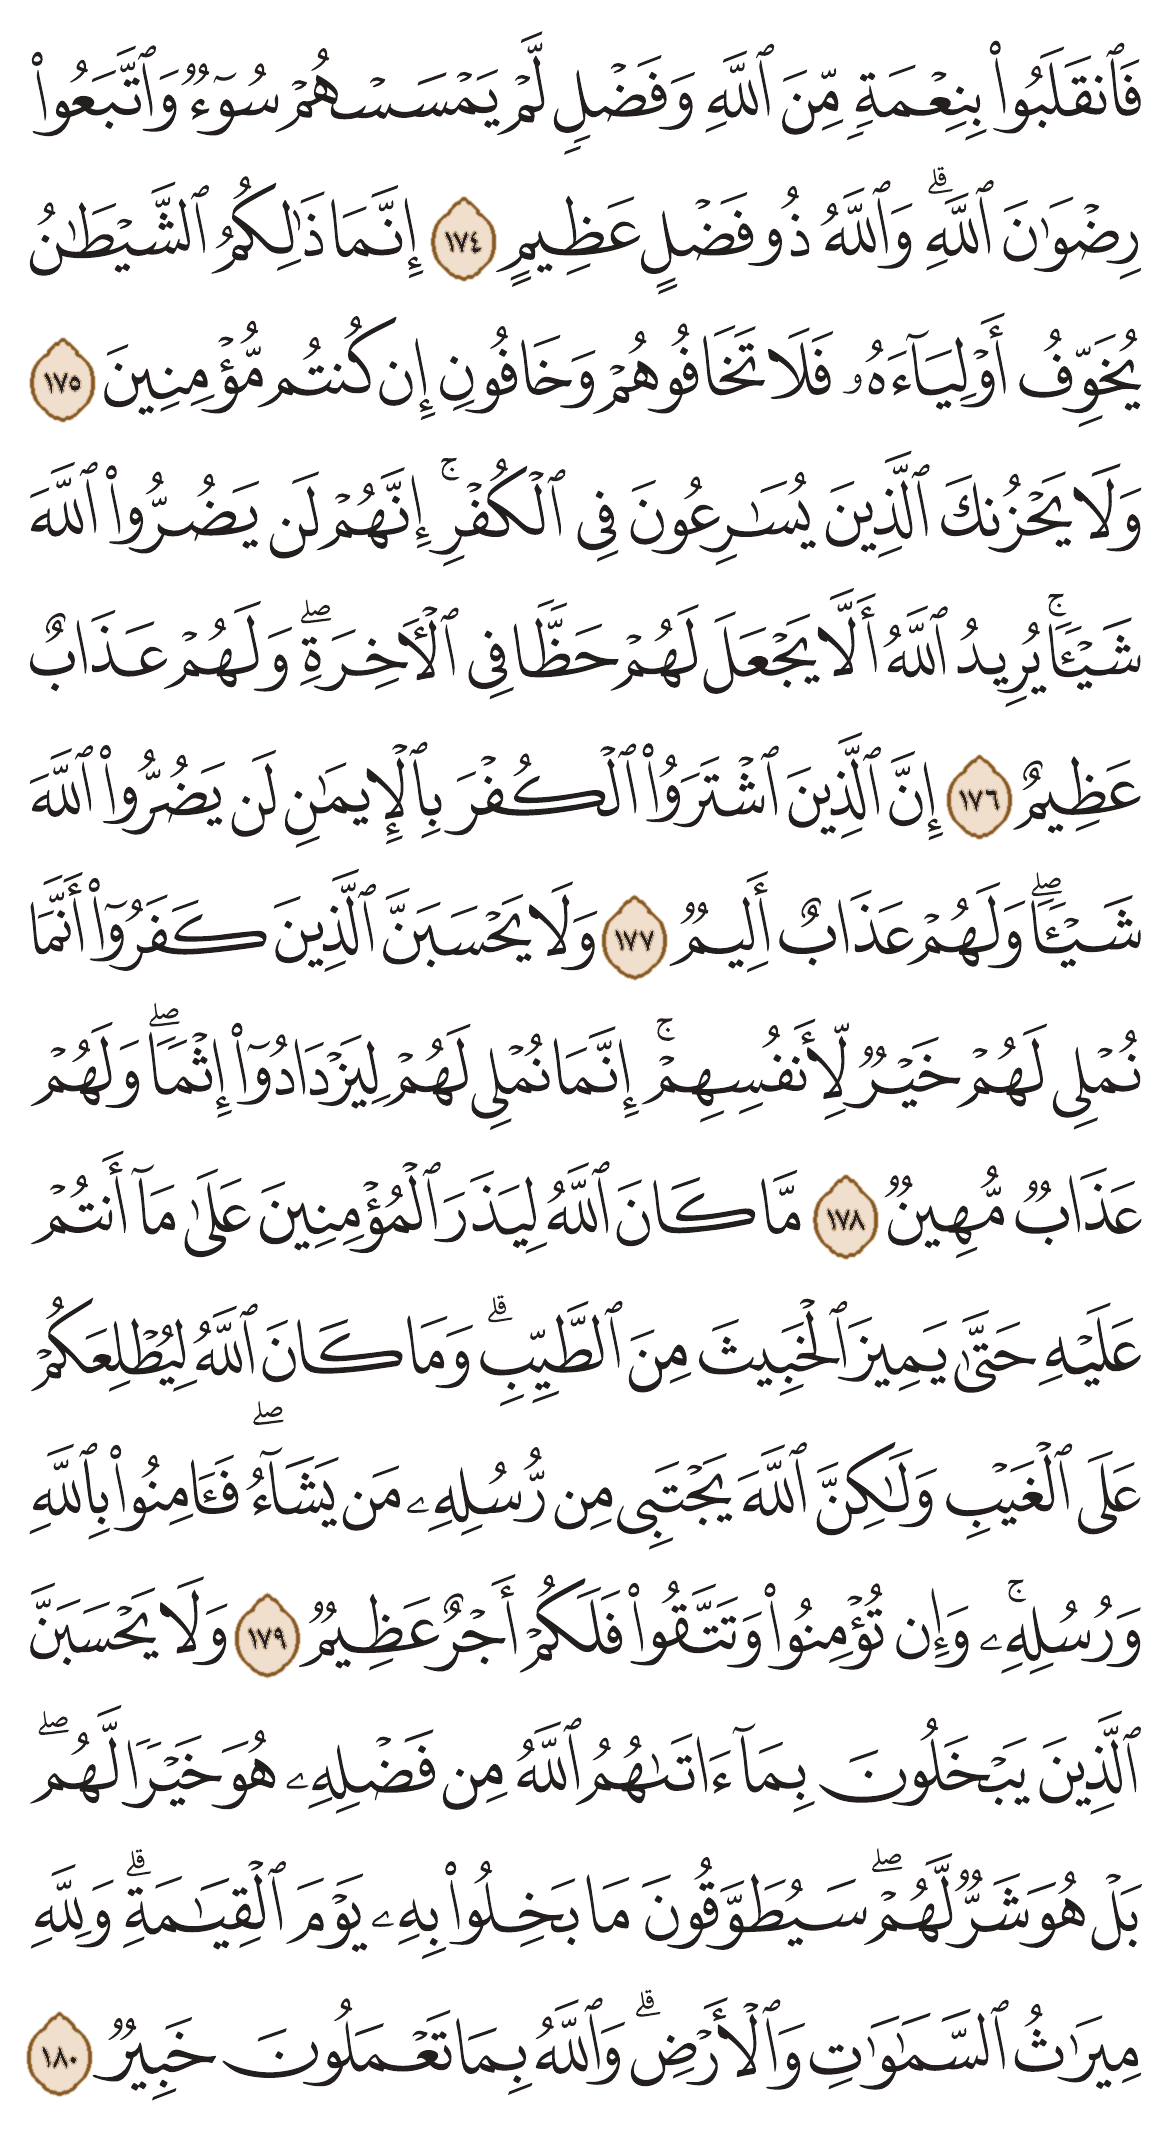 فَٱنقَلَبُوا۟ بِنِعۡمَةٖ مِّنَ ٱللَّهِ وَفَضۡلٖ لَّمۡ يَمۡسَسۡهُمۡ سُوٓءٞ وَٱتَّبَعُوا۟
رِضۡوَٰنَ ٱللَّهِۗ وَٱللَّهُ ذُو فَضۡلٍ عَظِيمٍ ١٧٤ إِنَّمَا ذَٰلِكُمُ ٱلشَّيۡطَٰنُ
يُخَوِّفُ أَوۡلِيَآءَهُۥ فَلَا تَخَافُوهُمۡ وَخَافُونِ إِن كُنتُم مُّؤۡمِنِينَ ١٧٥
وَلَا يَحۡزُنكَ ٱلَّذِينَ يُسَٰرِعُونَ فِي ٱلۡكُفۡرِۚ إِنَّهُمۡ لَن يَضُرُّوا۟ ٱللَّهَ
شَيۡـٔٗاۚ يُرِيدُ ٱللَّهُ أَلَّا يَجۡعَلَ لَهُمۡ حَظّٗا فِي ٱلۡأٓخِرَةِۖ وَلَهُمۡ عَذَابٌ
عَظِيمٌ ١٧٦ إِنَّ ٱلَّذِينَ ٱشۡتَرَوُا۟ ٱلۡكُفۡرَ بِٱلۡإِيمَٰنِ لَن يَضُرُّوا۟ ٱللَّهَ
شَيۡـٔٗاۖ وَلَهُمۡ عَذَابٌ أَلِيمٞ ١٧٧ وَلَا يَحۡسَبَنَّ ٱلَّذِينَ كَفَرُوٓا۟ أَنَّمَا
نُمۡلِي لَهُمۡ خَيۡرٞ لِّأَنفُسِهِمۡۚ إِنَّمَا نُمۡلِي لَهُمۡ لِيَزۡدَادُوٓا۟ إِثۡمٗاۖ وَلَهُمۡ
عَذَابٞ مُّهِينٞ ١٧٨ مَّا كَانَ ٱللَّهُ لِيَذَرَ ٱلۡمُؤۡمِنِينَ عَلَىٰ مَآ أَنتُمۡ
عَلَيۡهِ حَتَّىٰ يَمِيزَ ٱلۡخَبِيثَ مِنَ ٱلطَّيِّبِۗ وَمَا كَانَ ٱللَّهُ لِيُطۡلِعَكُمۡ
عَلَى ٱلۡغَيۡبِ وَلَٰكِنَّ ٱللَّهَ يَجۡتَبِي مِن رُّسُلِهِۦ مَن يَشَآءُۖ فَـَٔامِنُوا۟ بِٱللَّهِ
وَرُسُلِهِۦۚ وَإِن تُؤۡمِنُوا۟ وَتَتَّقُوا۟ فَلَكُمۡ أَجۡرٌ عَظِيمٞ ١٧٩ وَلَا يَحۡسَبَنَّ
ٱلَّذِينَ يَبۡخَلُونَ بِمَآ ءَاتَىٰهُمُ ٱللَّهُ مِن فَضۡلِهِۦ هُوَ خَيۡرٗا لَّهُمۖ
بَلۡ هُوَ شَرّٞ لَّهُمۡۖ سَيُطَوَّقُونَ مَا بَخِلُوا۟ بِهِۦ يَوۡمَ ٱلۡقِيَٰمَةِۗ وَلِلَّهِ
مِيرَٰثُ ٱلسَّمَٰوَٰتِ وَٱلۡأَرۡضِۗ وَٱللَّهُ بِمَا تَعۡمَلُونَ خَبِيرٞ ١٨٠